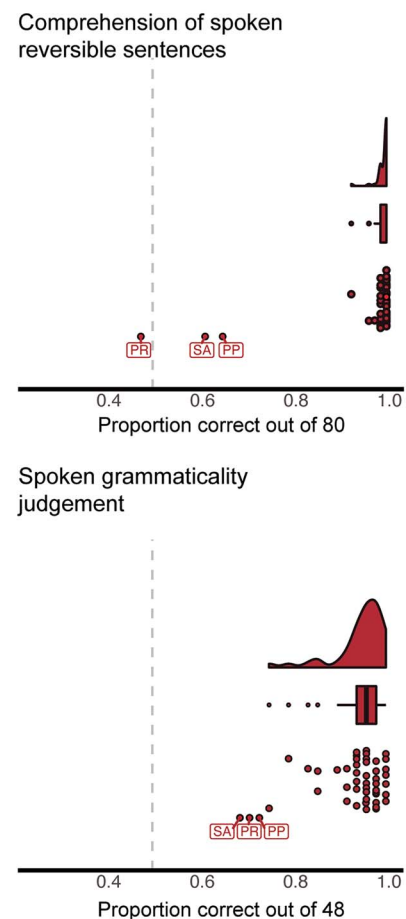 Comprehension of spoken
reversible sentences
PR
SA
PP
0.4 0.6 0.8 1.0
Proportion correct out of 80
Spoken grammaticality
judgement
SA
PR
PP
0.4 0.6 0.8 1.0
Proportion correct out of 48